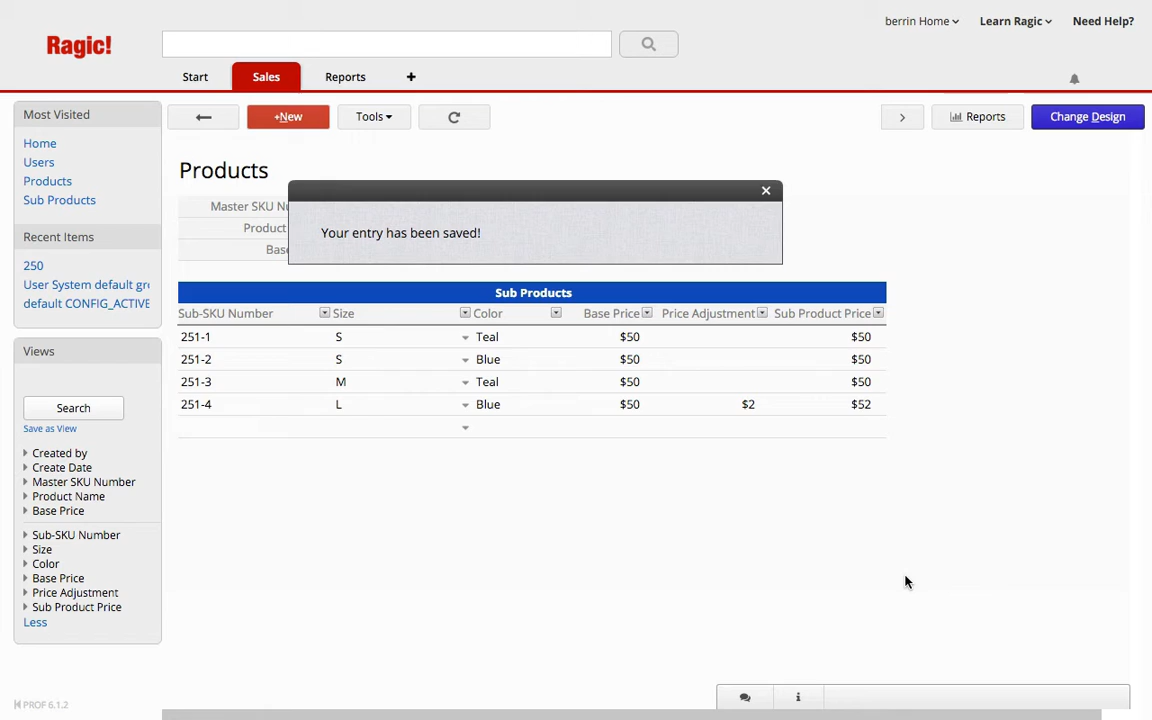 berrin Home Learn Ragic Need Help?
Ragic!
Start Sales Reports +
Most Visited
Home
Users
Products
Sub Products
Recent Items
250
User System default gr
default CONFIG_ACTIVE
Views
Search
Save as View
Created by
Create Date
Master SKU Number
Product Name
Base Price
Sub-SKU Number
Size
Color
Base Price
Price Adjustment
Sub Product Price
Less
PROF 6.1.2
+New Tools Reports Change Design
Products
Master SKU Nu
Product
Base
Your entry has been saved!
Sub Products
Sub-SKU Number Size Color Base Price Price Adjustment Sub Product Price
251-1 S Teal $50 $50
251-2 S Blue $50 $50
251-3 M Teal $50 $50
251-4 L Blue $50 $2 $52